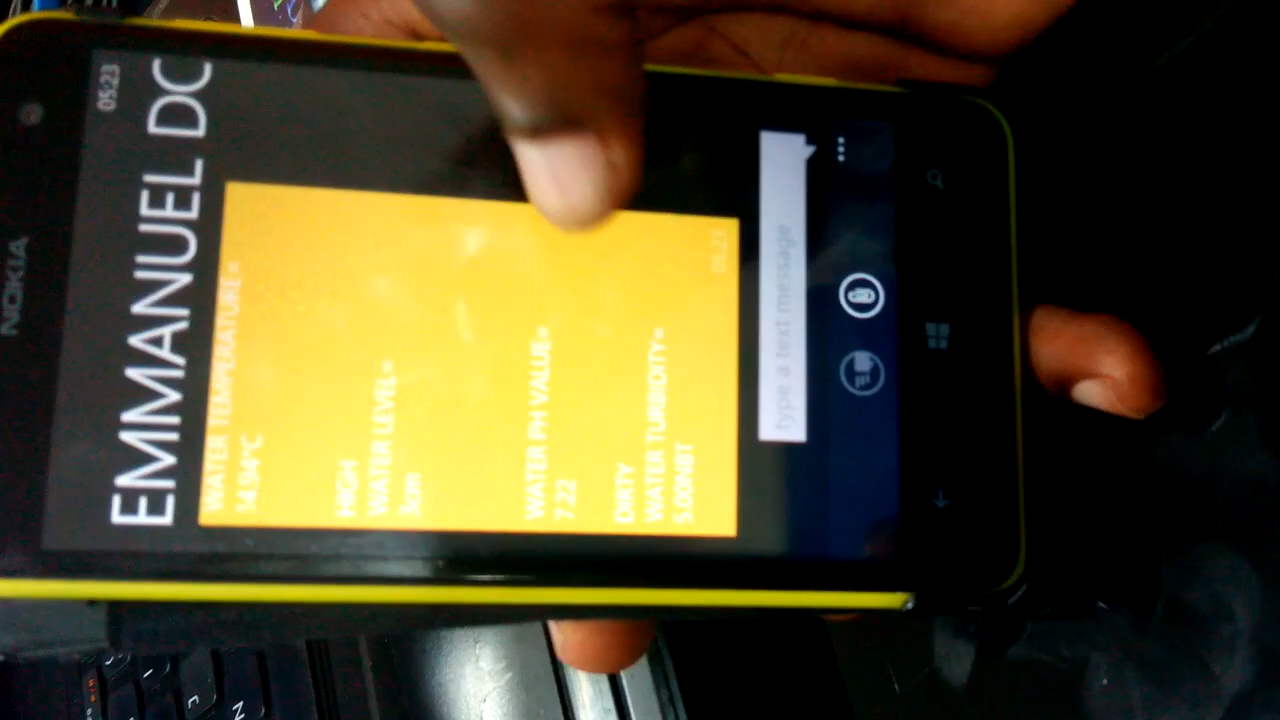 NOKIA
05:23
EMMANUEL DC
WATER TEMPERATURE=
14.94°C
HIGH
WATER LEVEL=
3cm
WATER PH VALUE=
7.22
DIRTY
WATER TURBIDITY=
5.00NBT
05:23
type a text message